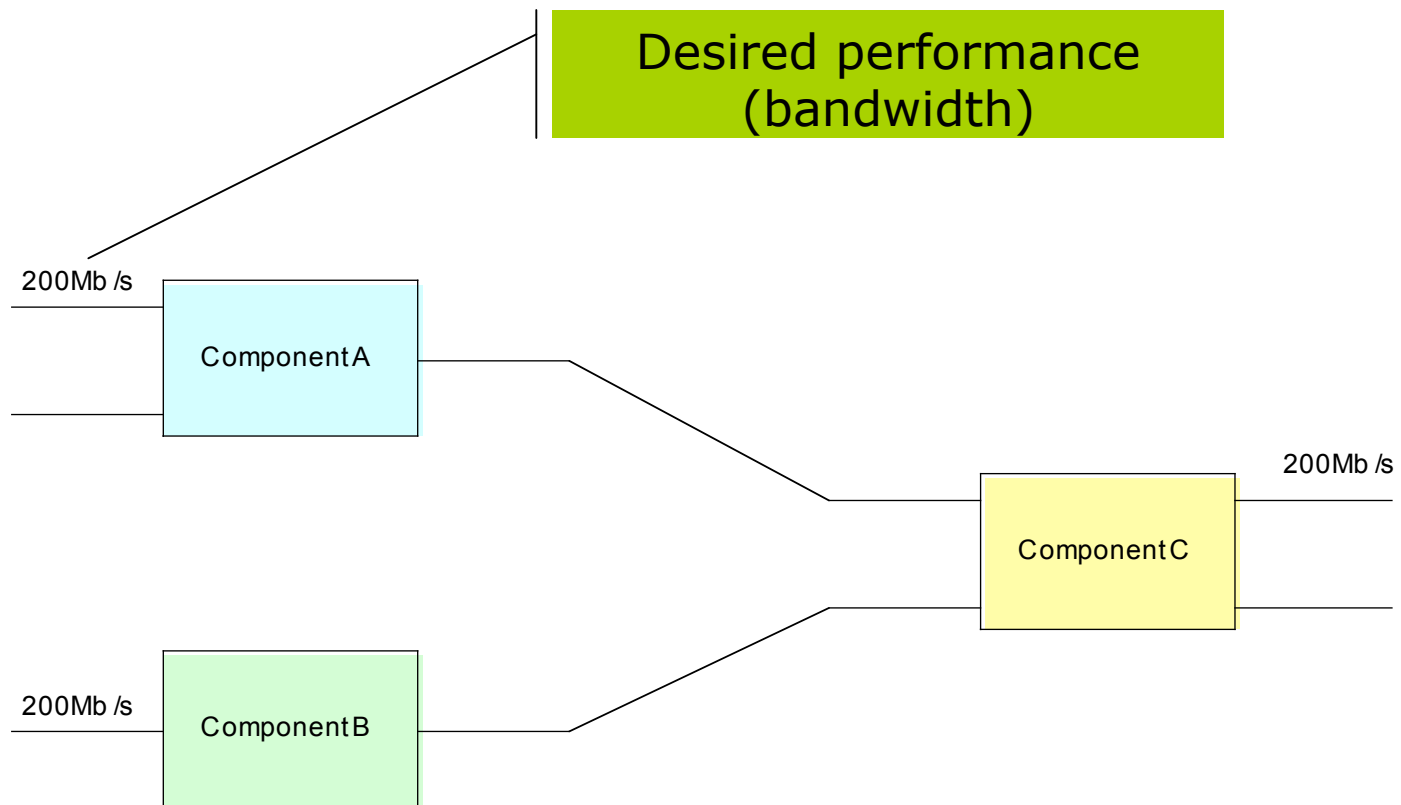 Desired performance
(bandwidth)
200Mb /s
Component A
200Mb /s
Component C
200Mb /s
Component B